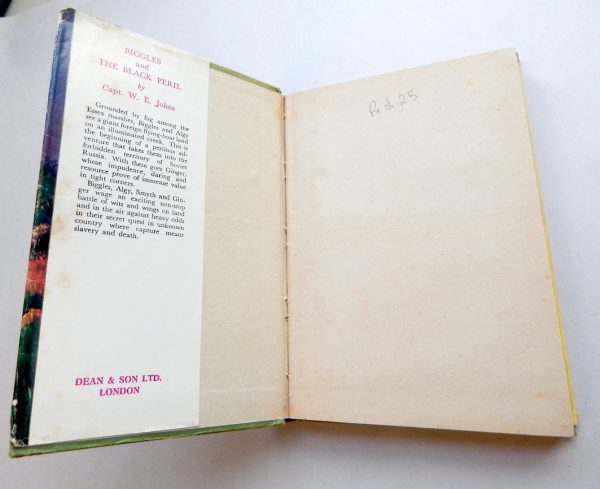 BIGGLES
and
THE BLACK PERIL
by
Capt. W. E. Johns
Grounded by fog among the
Essex marshes, Biggles and Algy
see a giant foreign flying-boat land
on an illuminated creek. This is
the beginning of a perilous ad-
venture that takes them into the
forbidden territory of Soviet
Russia. With them goes Ginger,
whose impudence, daring and
resource prove of immense value
in tight corners.
Biggles, Algy, Smyth and Gin-
ger wage an exciting non-stop
battle of wits and wings on land
and in the air against heavy odds
in their secret quest in unknown
country where capture means
slavery and death.
DEAN & SON LTD.
LONDON
25